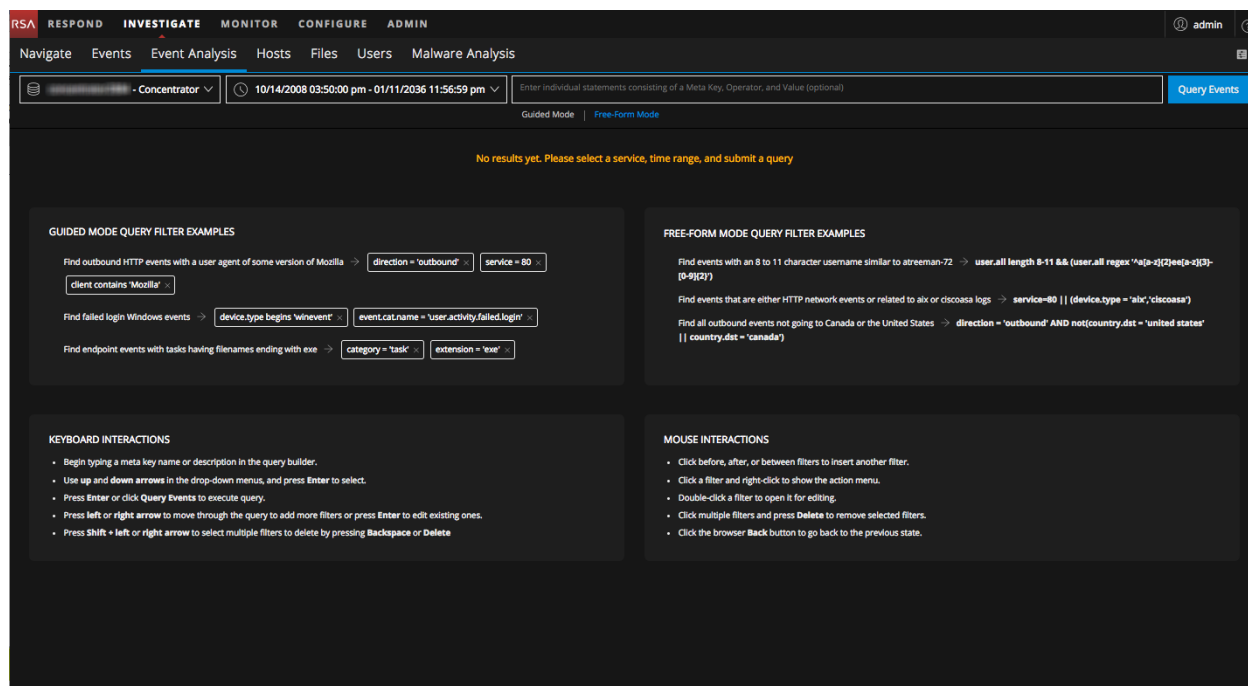 RSA RESPOND INVESTIGATE MONITOR CONFIGURE ADMIN admin
Navigate Events Event Analysis Hosts Files Users Malware Analysis
- Concentrator 10/14/2008 03:50:00 pm - 01/11/2036 11:56:59 pm Enter individual statements consisting of a Meta Key, Operator, and Value (optional) Query Events
Guided Mode | Free-Form Mode
No results yet. Please select a service, time range, and submit a query
GUIDED MODE QUERY FILTER EXAMPLES
Find outbound HTTP events with a user agent of some version of Mozilla → direction = 'outbound' × service = 80 ×
client contains 'Mozilla' ×
Find failed login Windows events → device.type begins 'winevent' × event.cat.name = 'user.activity.failed.login' ×
Find endpoint events with tasks having filenames ending with exe → category = 'task' × extension = 'exe' ×
FREE-FORM MODE QUERY FILTER EXAMPLES
Find events with an 8 to 11 character username similar to atreeman-72 → user.all length 8-11 && (user.all regex '^a[a-z]{2}ee[a-z]{3}-
[0-9]{2}')
Find events that are either HTTP network events or related to aix or ciscoasa logs → service=80 || (device.type = 'aix','ciscoasa')
Find all outbound events not going to Canada or the United States → direction = 'outbound' AND not(country.dst = 'united states'
|| country.dst = 'canada')
KEYBOARD INTERACTIONS
• Begin typing a meta key name or description in the query builder.
• Use up and down arrows in the drop-down menus, and press Enter to select.
• Press Enter or click Query Events to execute query.
• Press left or right arrow to move through the query to add more filters or press Enter to edit existing ones.
• Press Shift + left or right arrow to select multiple filters to delete by pressing Backspace or Delete
MOUSE INTERACTIONS
• Click before, after, or between filters to insert another filter.
• Click a filter and right-click to show the action menu.
• Double-click a filter to open it for editing.
• Click multiple filters and press Delete to remove selected filters.
• Click the browser Back button to go back to the previous state.